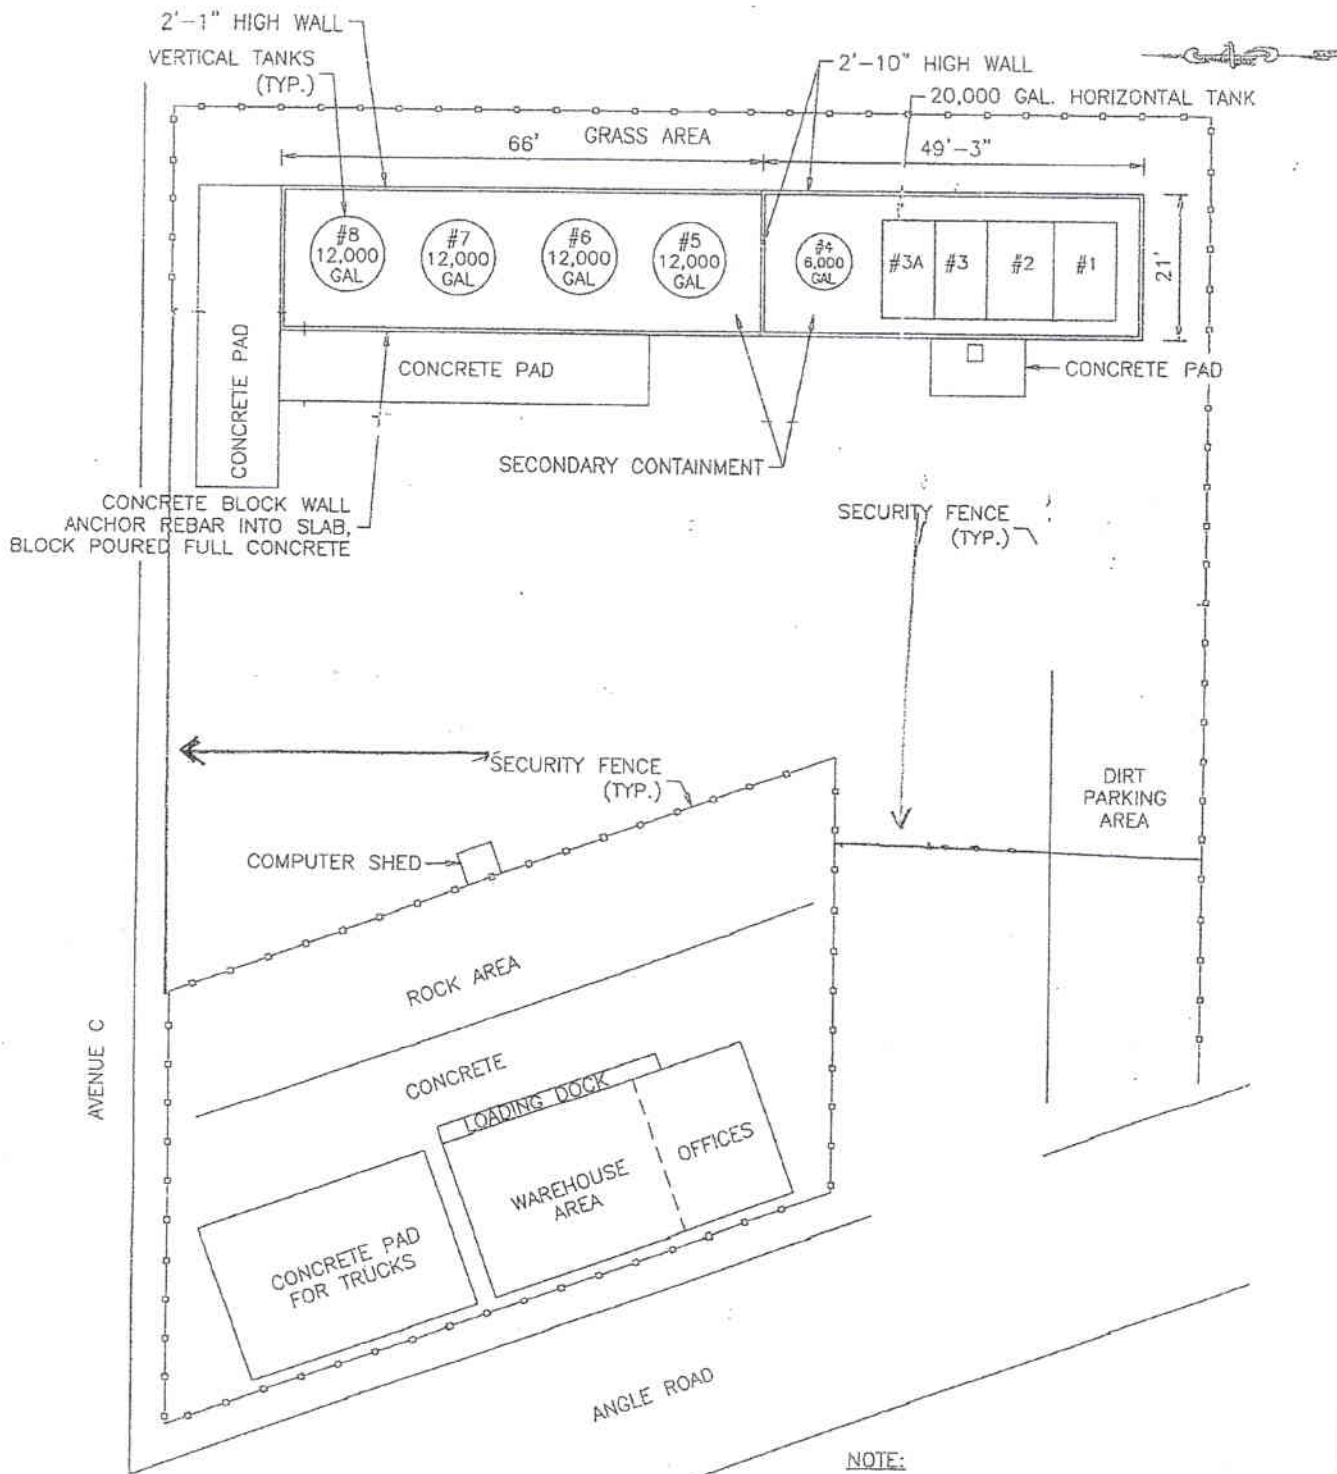 2'-1" HIGH WALL
VERTICAL TANKS
(TYP.)
2'-10" HIGH WALL
20,000 GAL. HORIZONTAL TANK
GRASS AREA
66'
49'-3"
#8
12,000
GAL
#7
12,000
GAL
#6
12,000
GAL
#5
12,000
GAL
#4
6,000
GAL
#3A
#3
#2
#1
21'
CONCRETE PAD
CONCRETE PAD
CONCRETE PAD
SECONDARY CONTAINMENT
CONCRETE BLOCK WALL
ANCHOR REBAR INTO SLAB,
BLOCK POURED FULL CONCRETE
SECURITY FENCE
(TYP.)
SECURITY FENCE
(TYP.)
DIRT
PARKING
AREA
COMPUTER SHED
ROCK AREA
CONCRETE
AVENUE C
LOADING DOCK
OFFICES
WAREHOUSE
AREA
CONCRETE PAD
FOR TRUCKS
ANGLE ROAD
NOTE: